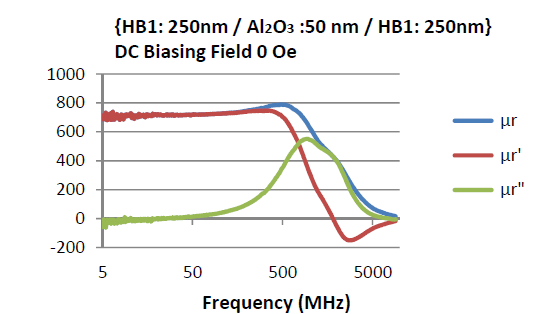 {HB1: 250nm / Al2O3 :50 nm / HB1: 250nm}
DC Biasing Field 0 Oe
1000
800
600
400
200
0
-200
5
50
500
5000
Frequency (MHz)
μr
μr'
μr"